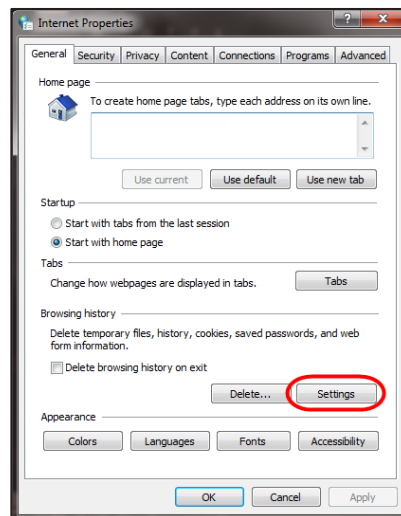 Internet Properties
General Security Privacy Content Connections Programs Advanced
Home page
To create home page tabs, type each address on its own line.
Use current Use default Use new tab
Startup
Start with tabs from the last session
Start with home page
Tabs
Change how webpages are displayed in tabs. Tabs
Browsing history
Delete temporary files, history, cookies, saved passwords, and web
form information.
Delete browsing history on exit
Delete... Settings
Appearance
Colors Languages Fonts Accessibility
OK Cancel Apply